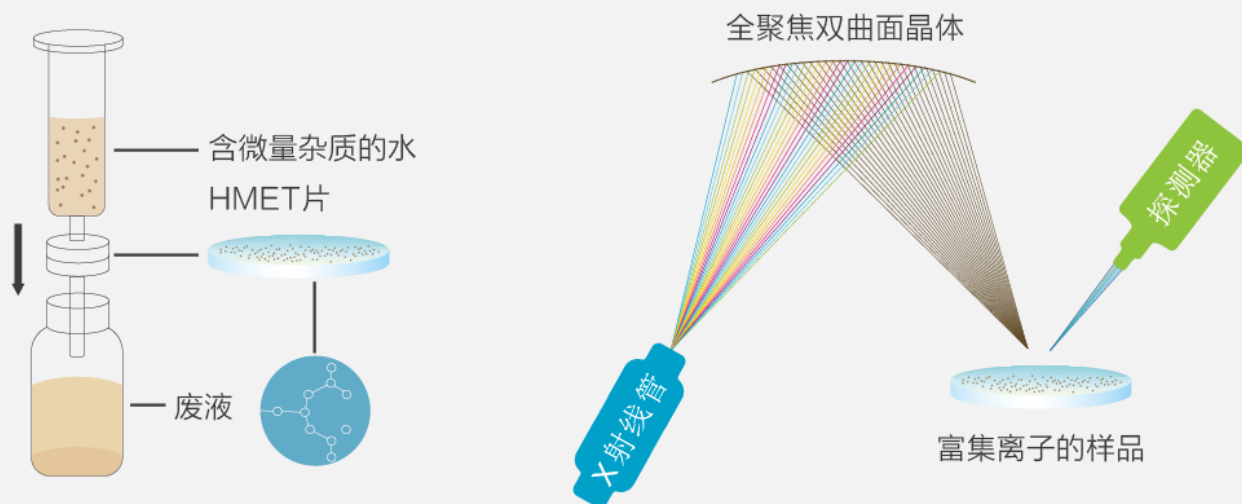 含微量杂质的水
HMET片
废液
全聚焦双曲面晶体
X射线管
探测器
富集离子的样品